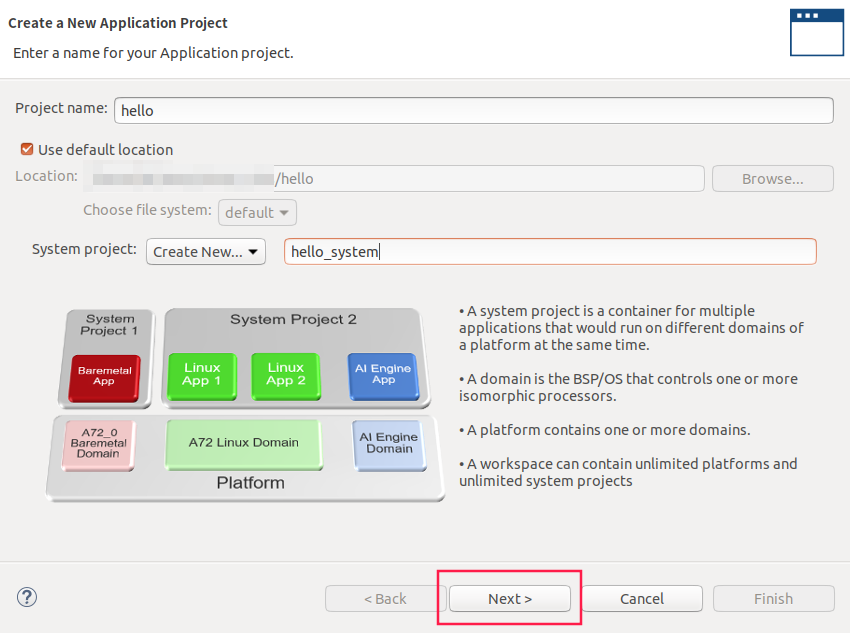 Create a New Application Project
Enter a name for your Application project.
Project name: hello
Use default location
Location: /hello Browse...
Choose file system: default
System project: Create New... hello_system
System
Project 1
System Project 2
Baremetal
App
Linux
App 1
Linux
App 2
AI Engine
App
A72_0
Baremetal
Domain
A72 Linux Domain
AI Engine
Domain
Platform
• A system project is a container for multiple
applications that would run on different domains of
a platform at the same time.
• A domain is the BSP/OS that controls one or more
isomorphic processors.
• A platform contains one or more domains.
• A workspace can contain unlimited platforms and
unlimited system projects
? < Back Next > Cancel Finish